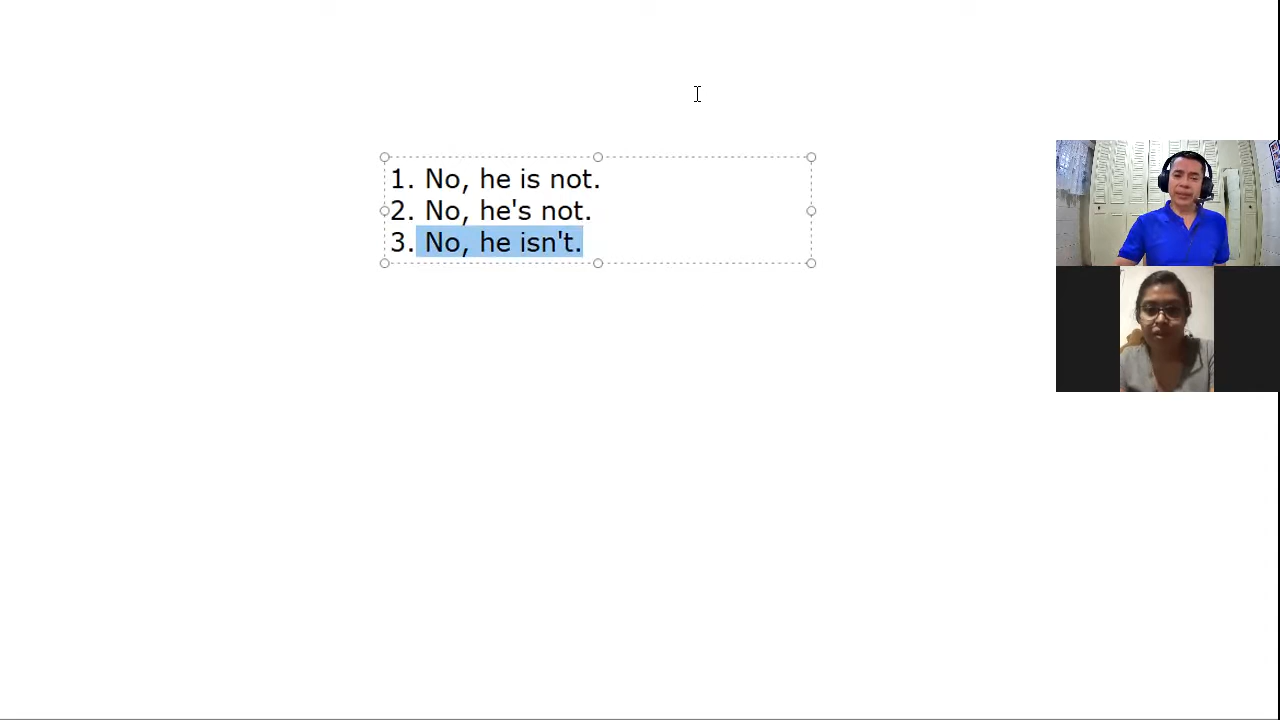 1. No, he is not.
2. No, he's not.
3. No, he isn't.